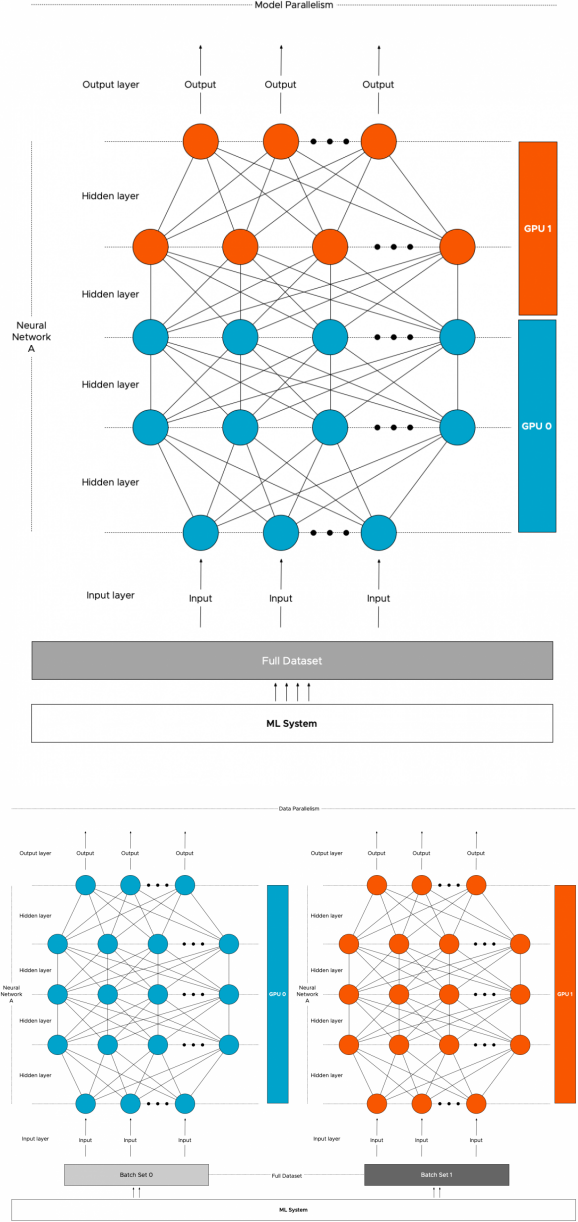 Model Parallelism
Output layer
Output
Output
Output
Hidden layer
GPU 1
Hidden layer
Neural
Network
A
Hidden layer
GPU 0
Hidden layer
Input layer
Input
Input
Input
Full Dataset
ML System
Data Parallelism
Output layer
Output
Output
Output
Hidden layer
Hidden layer
Neural
Network
A
GPU 0
Hidden layer
Hidden layer
Input layer
Input
Input
Input
Output layer
Output
Output
Output
Hidden layer
Hidden layer
Neural
Network
A
GPU 1
Hidden layer
Hidden layer
Input layer
Input
Input
Input
Batch Set 0
Full Dataset
Batch Set 1
ML System